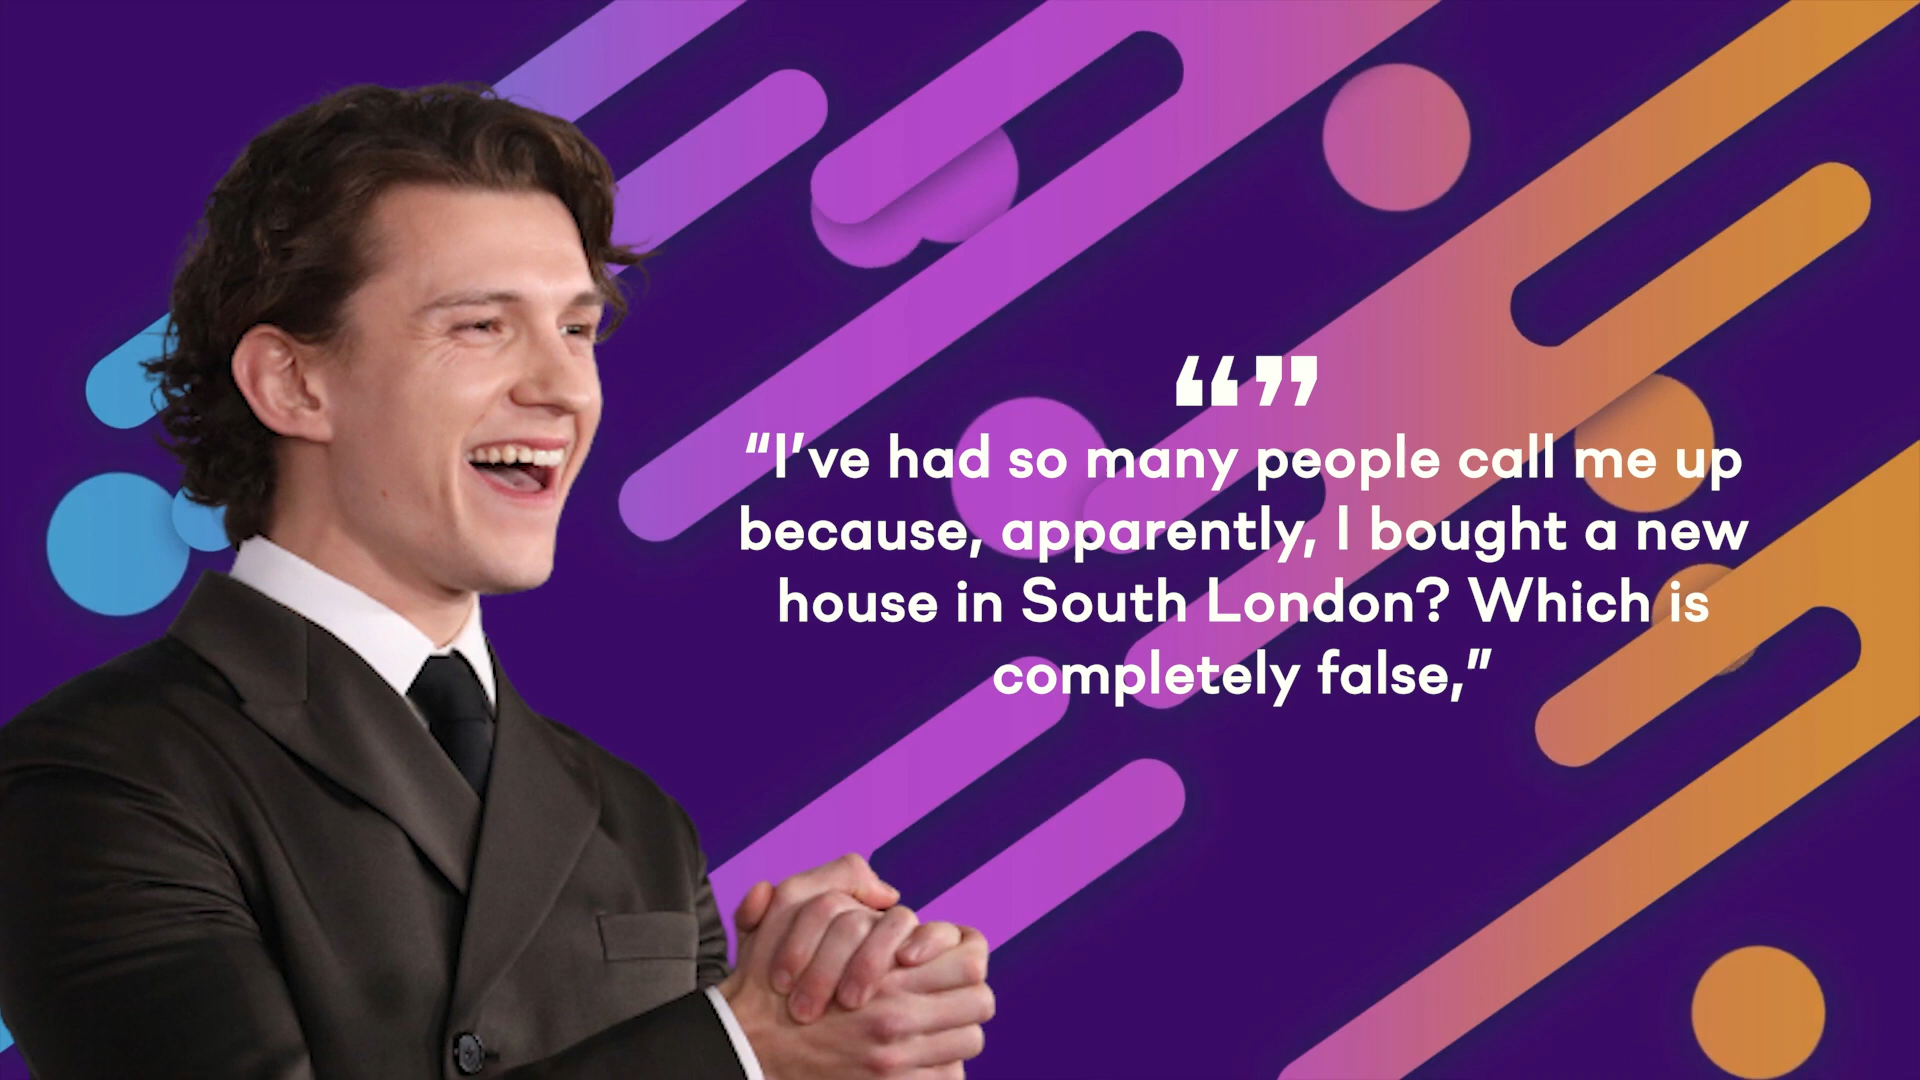 “”
“I’ve had so many people call me up
because, apparently, I bought a new
house in South London? Which is
completely false,”